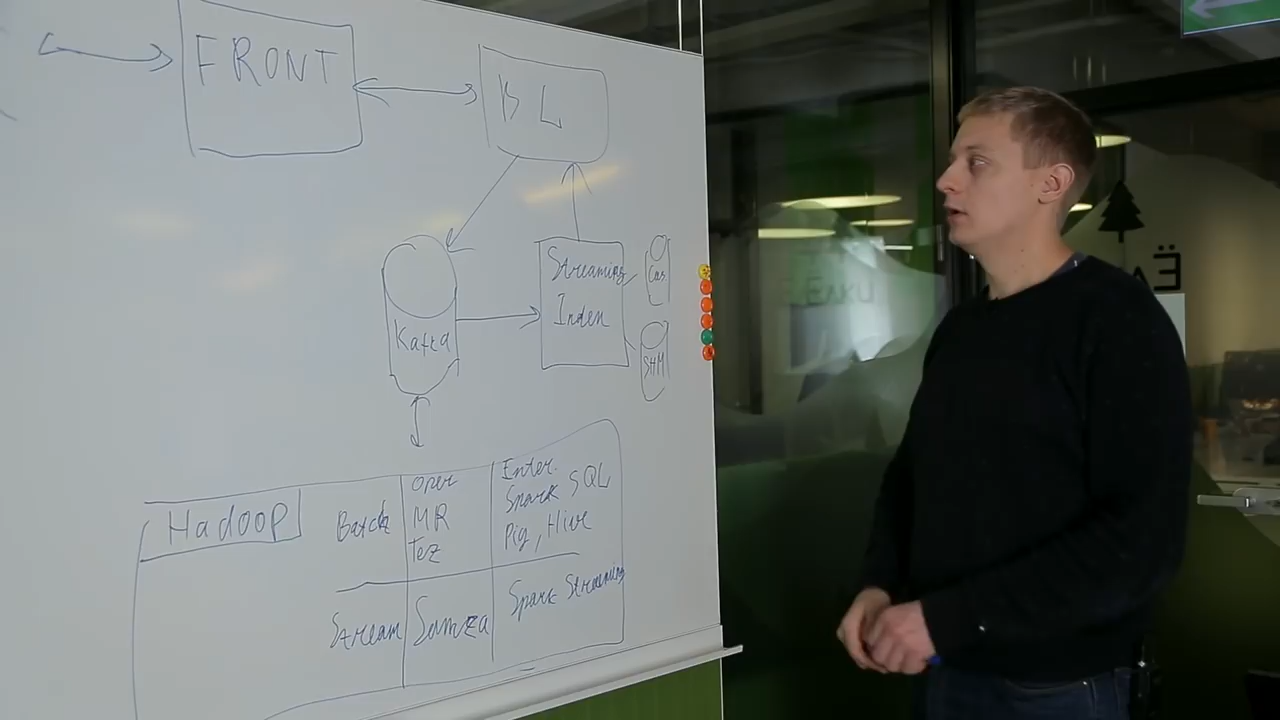 FRONT
BL
Streaming
Index
Cas
SHM
Kafka
Hadoop
Batch
Oper
MR
Tez
Enter.
Spark SQL
Pig, Hive
Stream
Samza
Spark Streaming